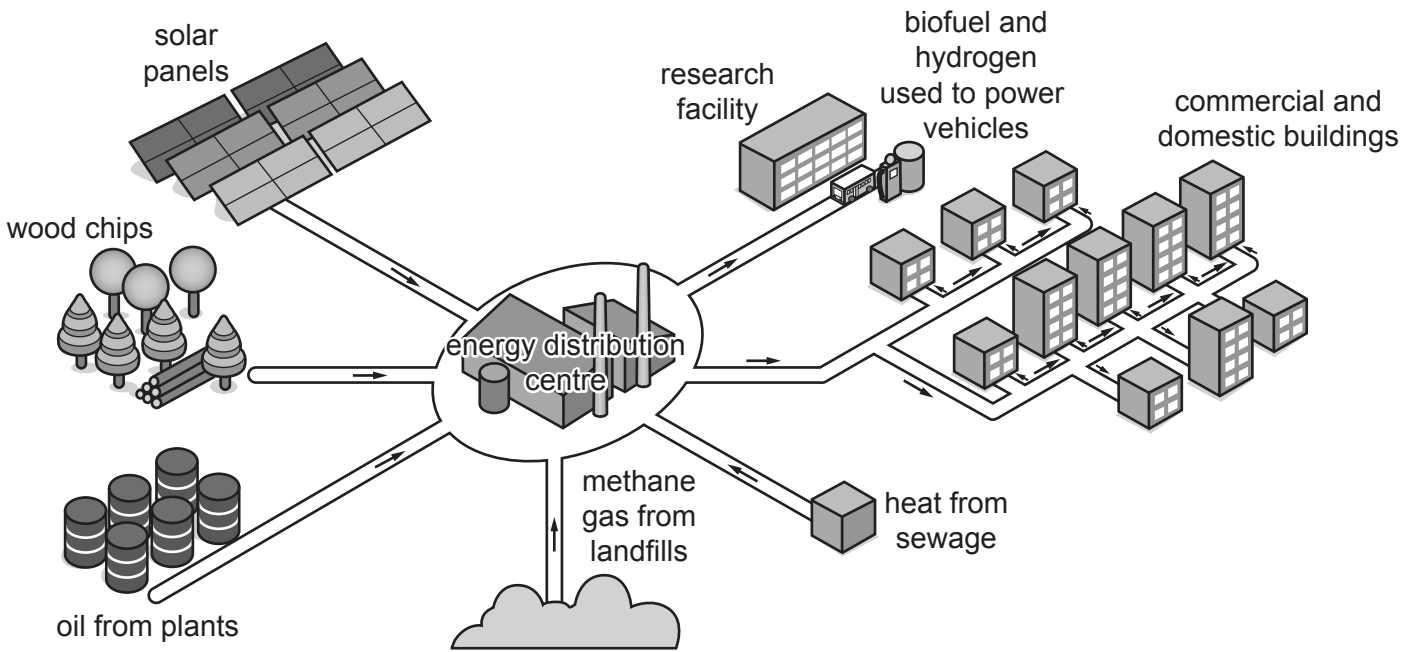 solar
panels
research
facility
biofuel and
hydrogen
used to power
vehicles
commercial and
domestic buildings
wood chips
energy distribution
centre
methane
gas from
landfills
heat from
sewage
oil from plants